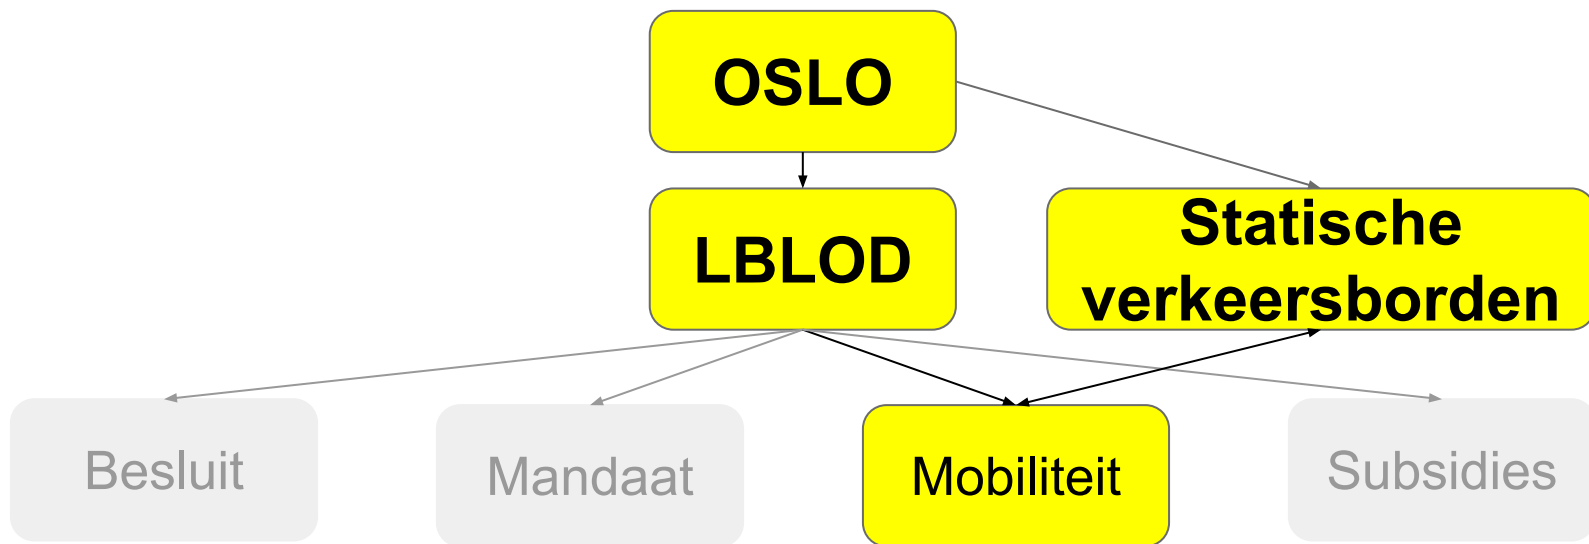 OSLO
LBLOD
Statische
verkeersborden
Besluit
Mandaat
Mobiliteit
Subsidies